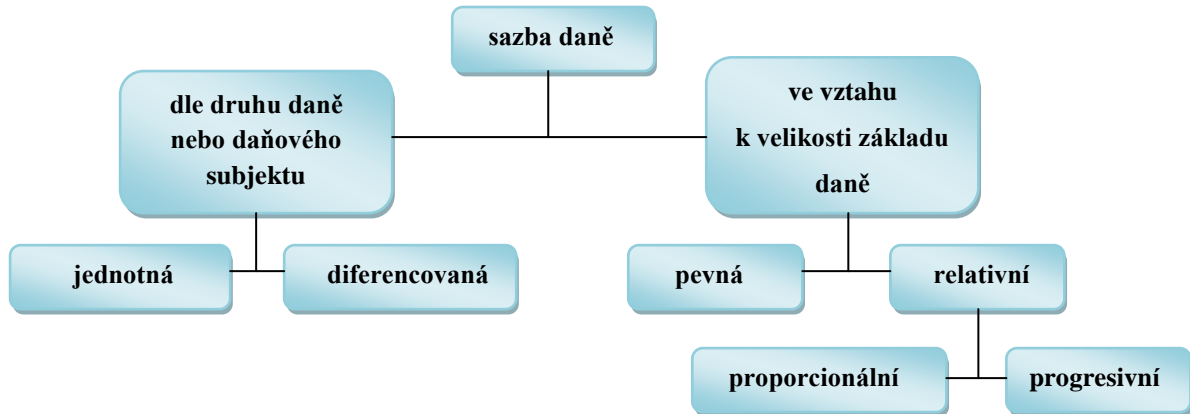 sazba daně
dle druhu daně
nebo daňového
subjektu
ve vztahu
k velikosti základu
daně
jednotná
diferencovaná
pevná
relativní
proporcionální
progresivní